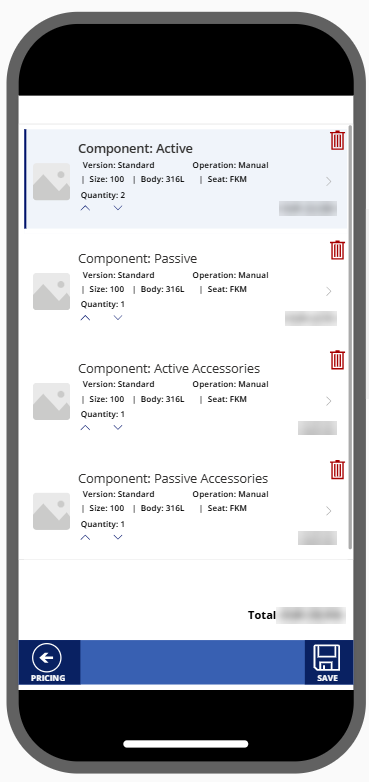 Component: Active
Version: Standard Operation: Manual
| Size: 100 | Body: 316L | Seat: FKM
Quantity: 2
Component: Passive
Version: Standard Operation: Manual
| Size: 100 | Body: 316L | Seat: FKM
Quantity: 1
Component: Active Accessories
Version: Standard Operation: Manual
| Size: 100 | Body: 316L | Seat: FKM
Quantity: 1
Component: Passive Accessories
Version: Standard Operation: Manual
| Size: 100 | Body: 316L | Seat: FKM
Quantity: 1
Total
PRICING SAVE